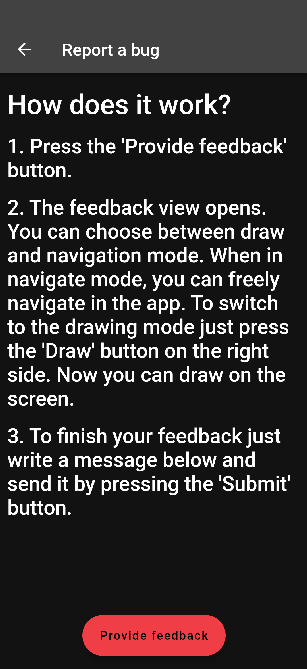 Report a bug
How does it work?
1. Press the 'Provide feedback'
button.
2. The feedback view opens.
You can choose between draw
and navigation mode. When in
navigate mode, you can freely
navigate in the app. To switch
to the drawing mode just press
the 'Draw' button on the right
side. Now you can draw on the
screen.
3. To finish your feedback just
write a message below and
send it by pressing the 'Submit'
button.
Provide feedback